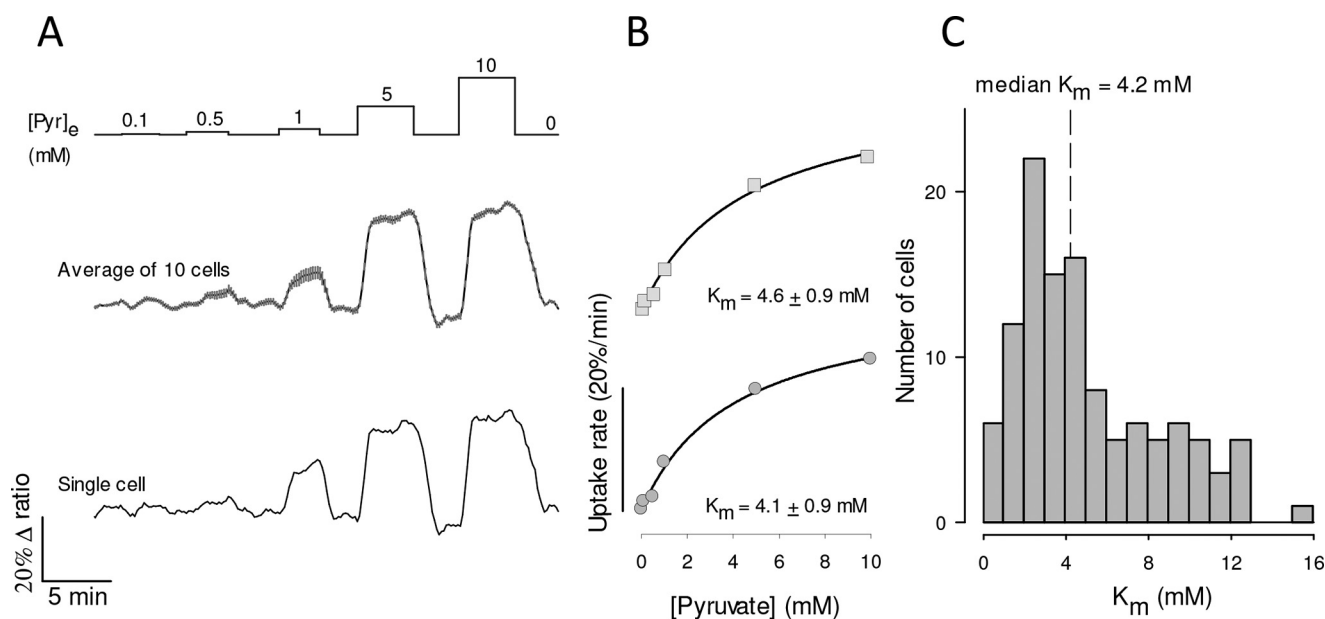 A
[Pyr]e
(mM)
0.1
0.5
1
5
10
0
Average of 10 cells
Single cell
20% Δ ratio
5 min
B
Uptake rate (20%/min)
Km = 4.6 ± 0.9 mM
Km = 4.1 ± 0.9 mM
0 2 4 6 8 10
[Pyruvate] (mM)
C
median Km = 4.2 mM
Number of cells
20
10
0
0 4 8 12 16
Km (mM)